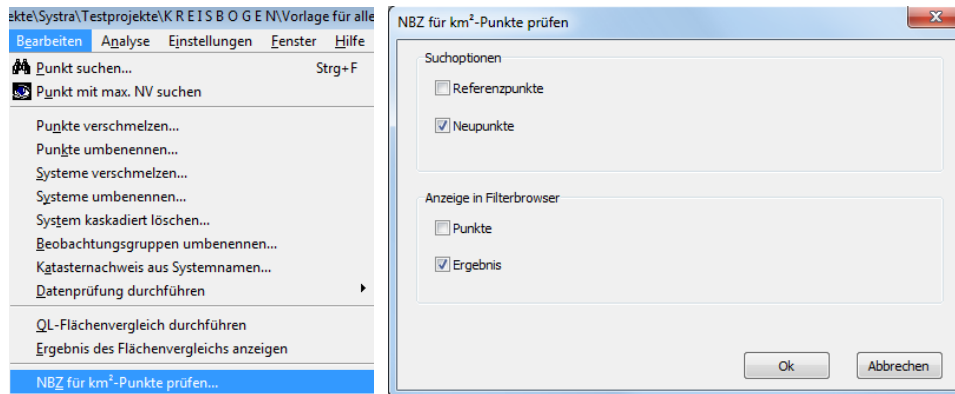 ekte\Systra\Testprojekte\K R E I S B O G E N\Vorlage für alle
Bearbeiten Analyse Einstellungen Fenster Hilfe
Punkt suchen... Strg+F
Punkt mit max. NV suchen
Punkte verschmelzen...
Punkte umbenennen...
Systeme verschmelzen...
Systeme umbenennen...
System kaskadiert löschen...
Beobachtungsgruppen umbenennen...
Katasternachweis aus Systemnamen...
Datenprüfung durchführen
QL-Flächenvergleich durchführen
Ergebnis des Flächenvergleichs anzeigen
NBZ für km²-Punkte prüfen...
NBZ für km²-Punkte prüfen
Suchoptionen
Referenzpunkte
Neupunkte
Anzeige in Filterbrowser
Punkte
Ergebnis
Ok Abbrechen